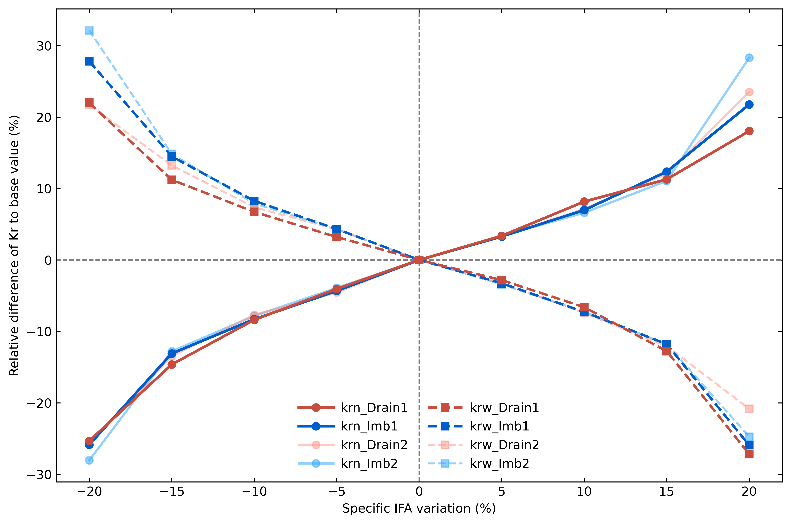 Relative difference of Kr to base value (%)
30
20
10
0
−10
−20
−30
krn_Drain1 krw_Drain1
krn_Imb1 krw_Imb1
krn_Drain2 krw_Drain2
krn_Imb2 krw_Imb2
−20 −15 −10 −5 0 5 10 15 20
Specific IFA variation (%)